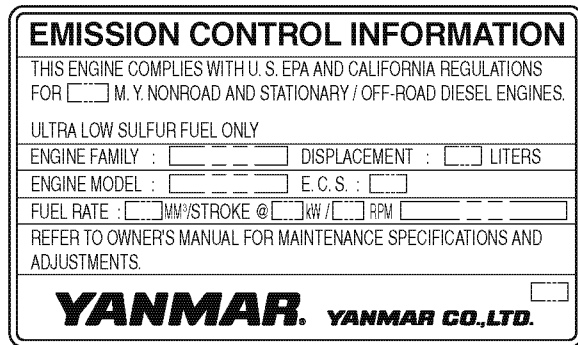 EMISSION CONTROL INFORMATION
THIS ENGINE COMPLIES WITH U. S. EPA AND CALIFORNIA REGULATIONS
FOR M. Y. NONROAD AND STATIONARY / OFF-ROAD DIESEL ENGINES.
ULTRA LOW SULFUR FUEL ONLY
ENGINE FAMILY : DISPLACEMENT : LITERS
ENGINE MODEL : E. C. S. :
FUEL RATE : MM³/STROKE @ kW / RPM
REFER TO OWNER'S MANUAL FOR MAINTENANCE SPECIFICATIONS AND
ADJUSTMENTS.
YANMAR. YANMAR CO.,LTD.